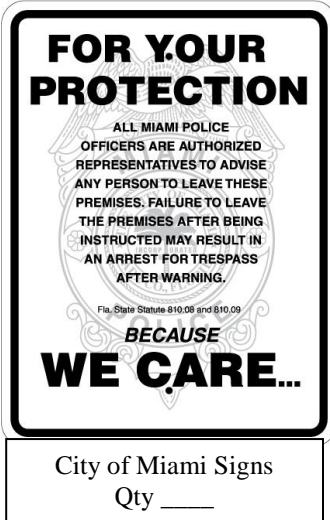 FOR YOUR
PROTECTION
ALL MIAMI POLICE
OFFICERS ARE AUTHORIZED
REPRESENTATIVES TO ADVISE
ANY PERSON TO LEAVE THESE
PREMISES. FAILURE TO LEAVE
THE PREMISES AFTER BEING
INSTRUCTED MAY RESULT IN
AN ARREST FOR TRESPASS
AFTER WARNING.
Fla. State Statute 810.08 and 810.09
BECAUSE
WE CARE...
City of Miami Signs
Qty ____